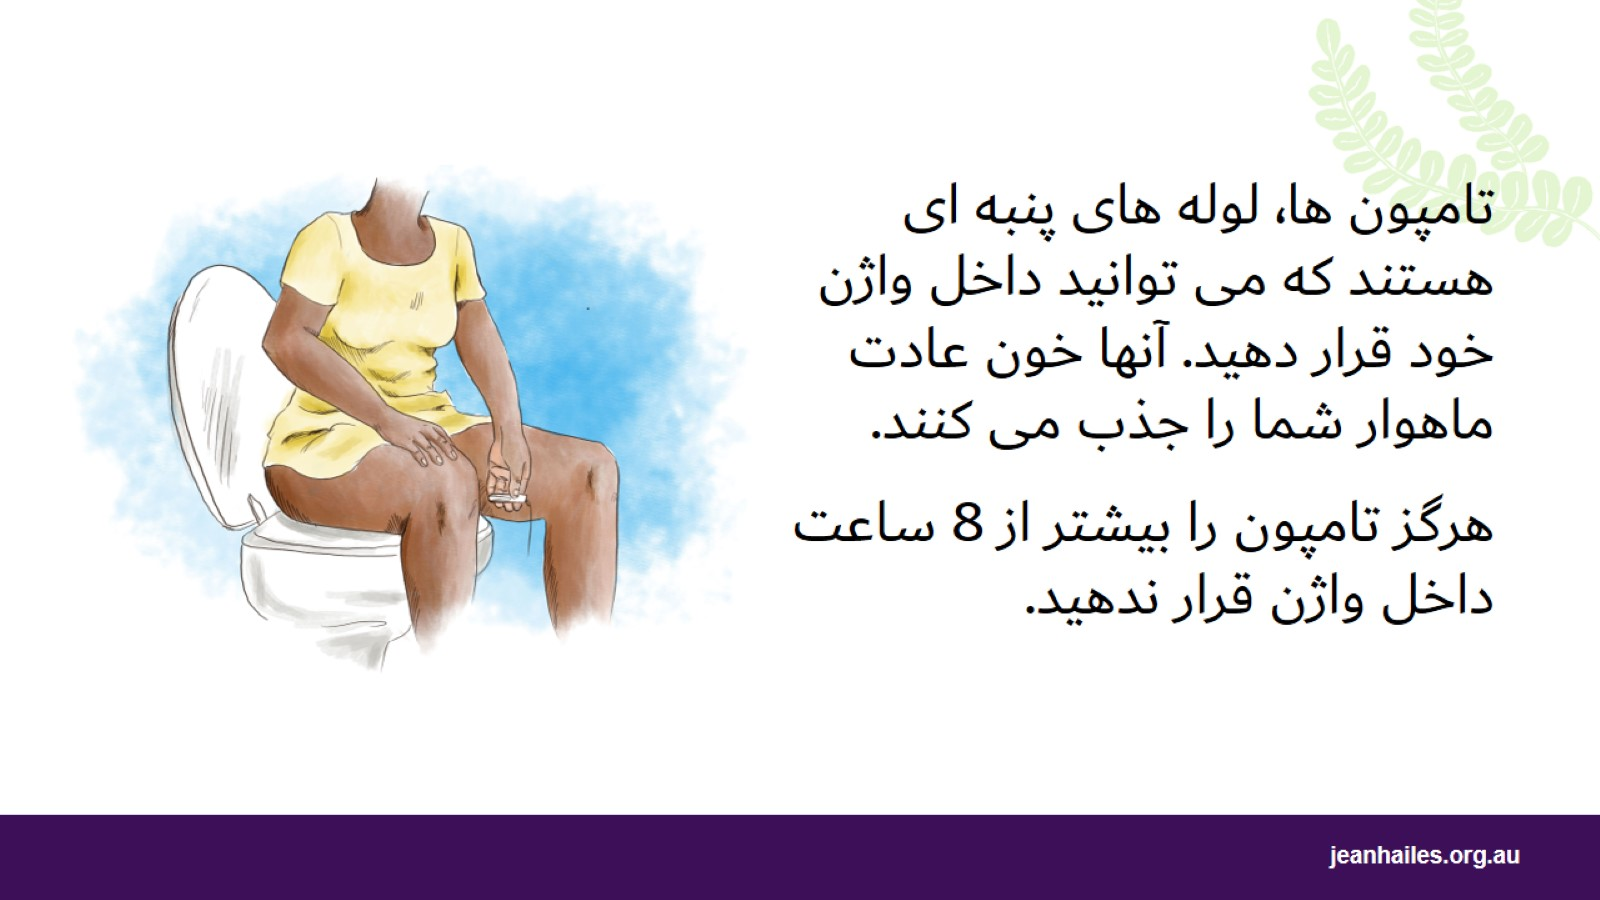 تامپون ها، لوله های پنبه ای
هستند که می توانید داخل واژن
خود قرار دهید. آنها خون عادت
ماهوار شما را جذب می کنند.
هرگز تامپون را بیشتر از 8 ساعت
داخل واژن قرار ندهید.
jeanhailes.org.au